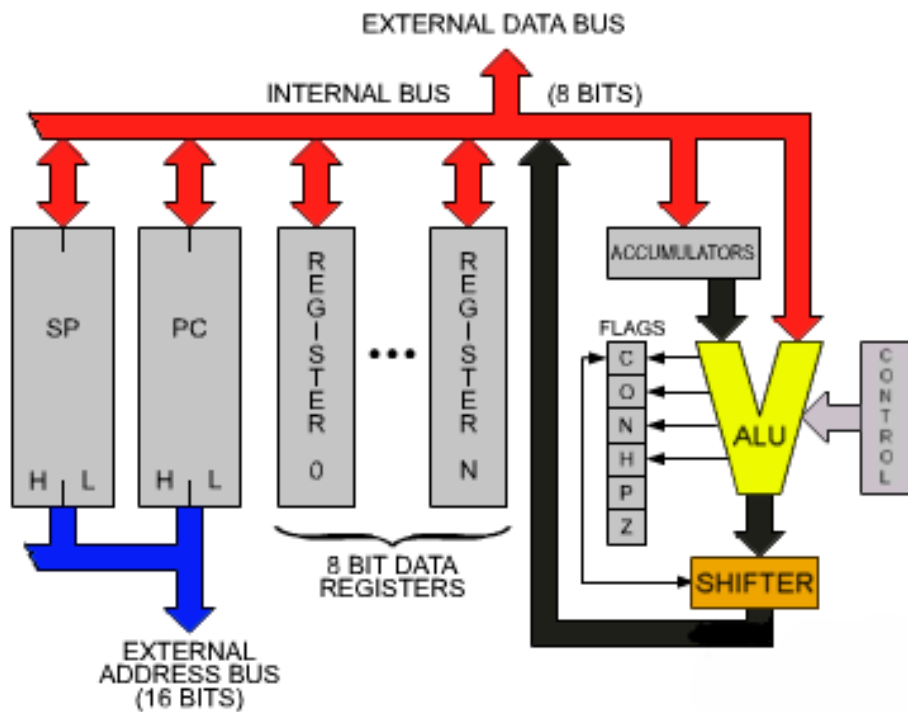 EXTERNAL DATA BUS
INTERNAL BUS (8 BITS)
SP
PC
H L
H L
REGISTER 0
REGISTER N
8 BIT DATA
REGISTERS
EXTERNAL
ADDRESS BUS
(16 BITS)
ACCUMULATORS
FLAGS
C
O
N
H
P
Z
ALU
CONTROL
SHIFTER